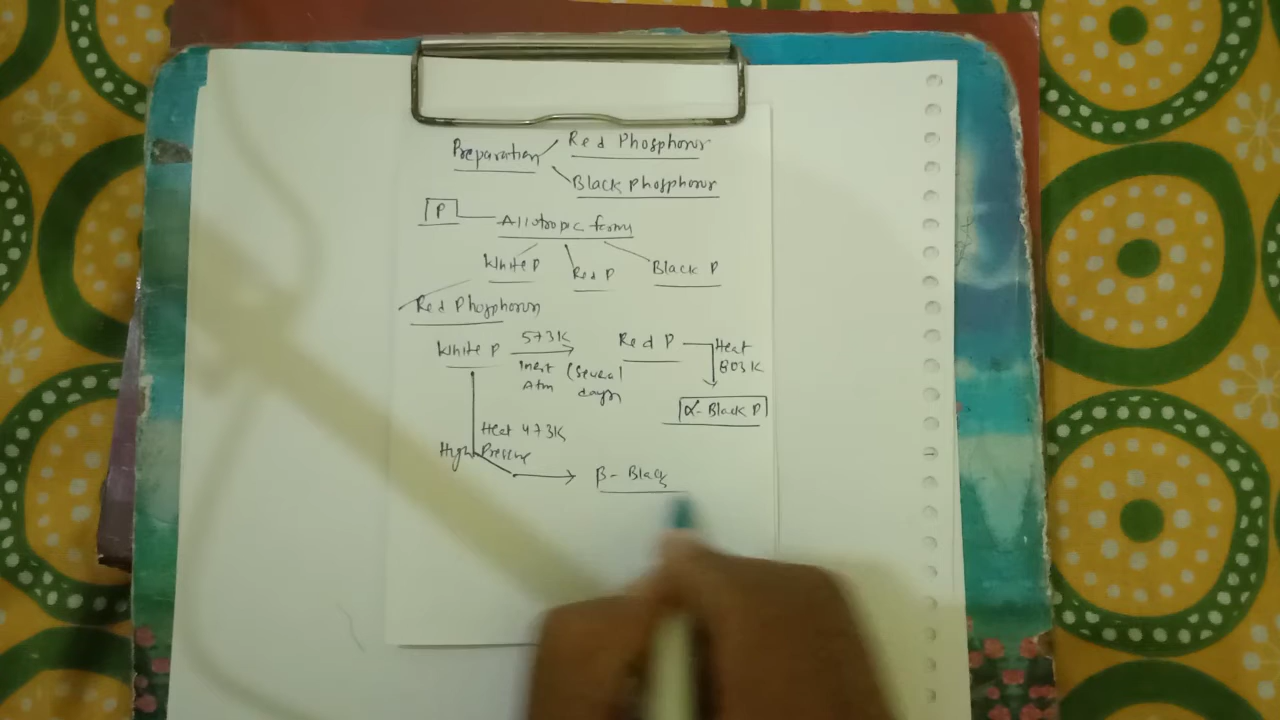 Preparation
Red Phosphorus
Black phosphorus
P
Allotropic forms
White P
Red P
Black P
Red Phosphorus
White P
573K
Inert
Atm
(several
days
Red P
Heat
803K
α-Black P
Heat 473K
High Pressure
β-Black